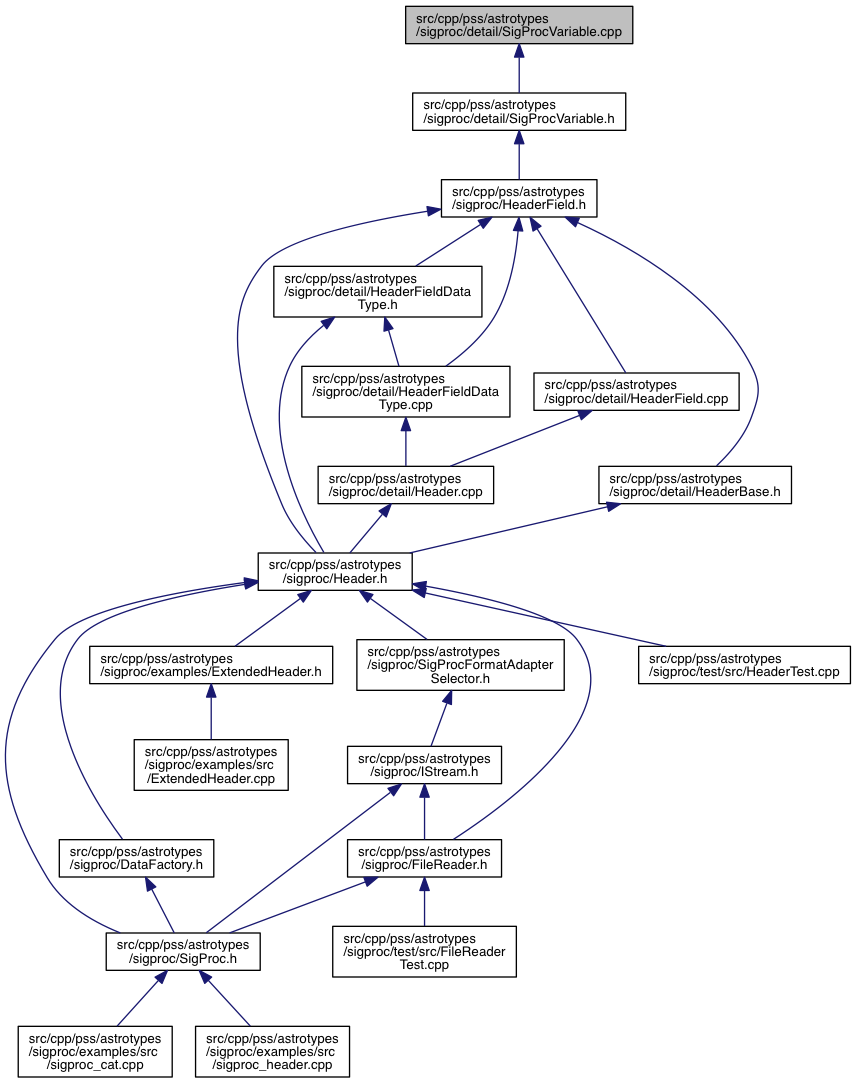 src/cpp/pss/astrotypes
/sigproc/detail/SigProcVariable.cpp
src/cpp/pss/astrotypes
/sigproc/detail/SigProcVariable.h
src/cpp/pss/astrotypes
/sigproc/HeaderField.h
src/cpp/pss/astrotypes
/sigproc/detail/HeaderFieldData
Type.h
src/cpp/pss/astrotypes
/sigproc/detail/HeaderFieldData
Type.cpp
src/cpp/pss/astrotypes
/sigproc/detail/HeaderField.cpp
src/cpp/pss/astrotypes
/sigproc/detail/Header.cpp
src/cpp/pss/astrotypes
/sigproc/detail/HeaderBase.h
src/cpp/pss/astrotypes
/sigproc/Header.h
src/cpp/pss/astrotypes
/sigproc/examples/ExtendedHeader.h
src/cpp/pss/astrotypes
/sigproc/SigProcFormatAdapter
Selector.h
src/cpp/pss/astrotypes
/sigproc/test/src/HeaderTest.cpp
src/cpp/pss/astrotypes
/sigproc/examples/src
/ExtendedHeader.cpp
src/cpp/pss/astrotypes
/sigproc/IStream.h
src/cpp/pss/astrotypes
/sigproc/DataFactory.h
src/cpp/pss/astrotypes
/sigproc/FileReader.h
src/cpp/pss/astrotypes
/sigproc/SigProc.h
src/cpp/pss/astrotypes
/sigproc/test/src/FileReader
Test.cpp
src/cpp/pss/astrotypes
/sigproc/examples/src
/sigproc_cat.cpp
src/cpp/pss/astrotypes
/sigproc/examples/src
/sigproc_header.cpp